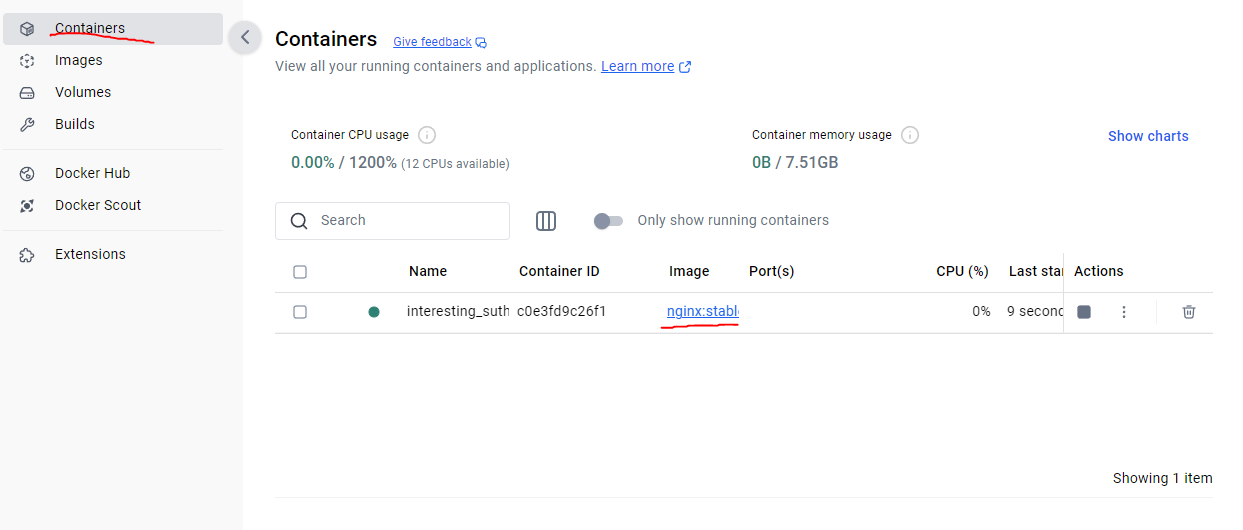 Containers
Images
Volumes
Builds
Docker Hub
Docker Scout
Extensions
Containers Give feedback
View all your running containers and applications. Learn more
Container CPU usage
0.00% / 1200% (12 CPUs available)
Container memory usage
0B / 7.51GB
Show charts
Search
Only show running containers
Name Container ID Image Port(s) CPU (%) Last star Actions
interesting_suth c0e3fd9c26f1 nginx:stabl 0% 9 second
Showing 1 item